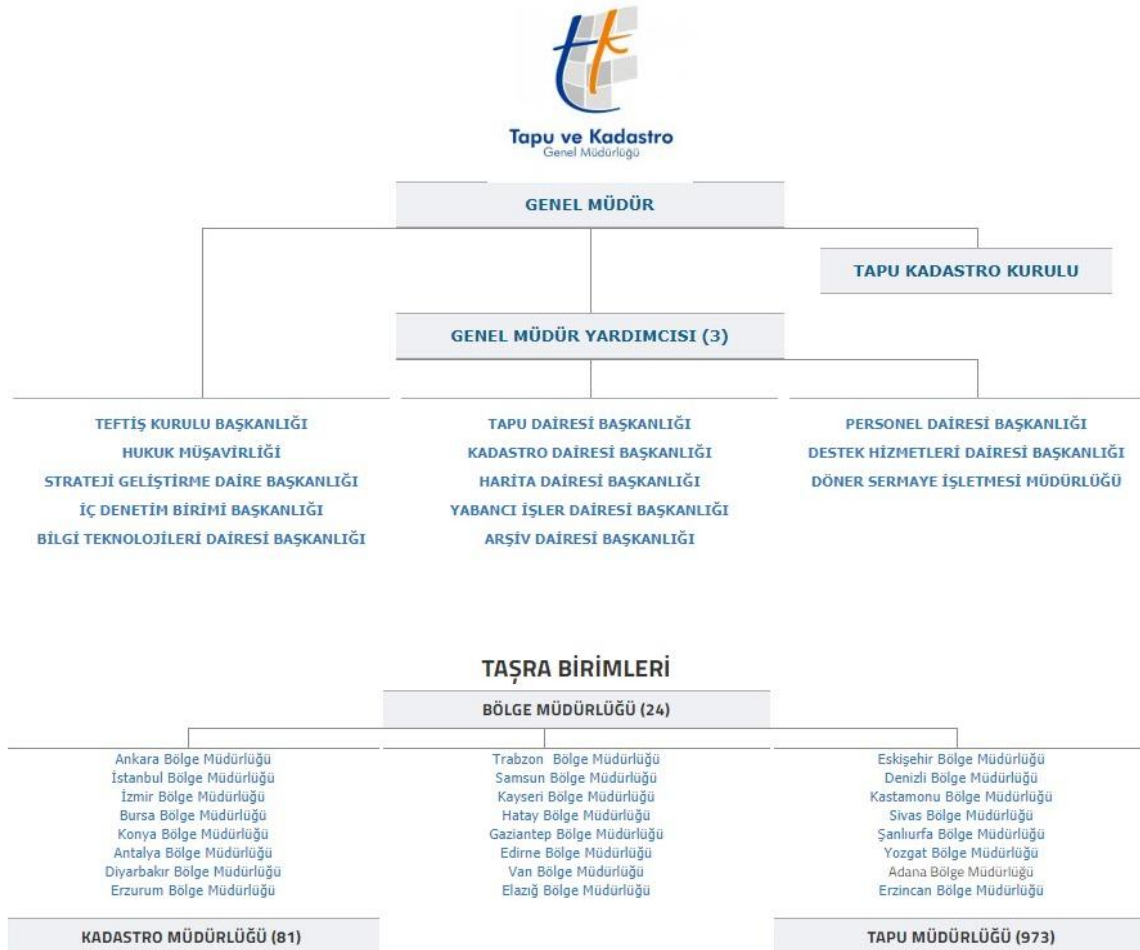 Tapu ve Kadastro
Genel Müdürlüğü
GENEL MÜDÜR
TAPU KADASTRO KURULU
GENEL MÜDÜR YARDIMCISI (3)
TEFTİŞ KURULU BAŞKANLIĞI
HUKUK MÜŞAVİRLİĞİ
STRATEJİ GELİŞTİRME DAİRE BAŞKANLIĞI
İÇ DENETİM BİRİMİ BAŞKANLIĞI
BİLGİ TEKNOLOJİLERİ DAİRESİ BAŞKANLIĞI
TAPU DAİRESİ BAŞKANLIĞI
KADASTRO DAİRESİ BAŞKANLIĞI
HARİTA DAİRESİ BAŞKANLIĞI
YABANCI İŞLER DAİRESİ BAŞKANLIĞI
ARŞİV DAİRESİ BAŞKANLIĞI
PERSONEL DAİRESİ BAŞKANLIĞI
DESTEK HİZMETLERİ DAİRESİ BAŞKANLIĞI
DÖNER SERMAYE İŞLETMESİ MÜDÜRLÜĞÜ
TAŞRA BİRİMLERİ
BÖLGE MÜDÜRLÜĞÜ (24)
Ankara Bölge Müdürlüğü
İstanbul Bölge Müdürlüğü
İzmir Bölge Müdürlüğü
Bursa Bölge Müdürlüğü
Konya Bölge Müdürlüğü
Antalya Bölge Müdürlüğü
Diyarbakır Bölge Müdürlüğü
Erzurum Bölge Müdürlüğü
Trabzon Bölge Müdürlüğü
Samsun Bölge Müdürlüğü
Kayseri Bölge Müdürlüğü
Hatay Bölge Müdürlüğü
Gaziantep Bölge Müdürlüğü
Edirne Bölge Müdürlüğü
Van Bölge Müdürlüğü
Elazığ Bölge Müdürlüğü
Eskişehir Bölge Müdürlüğü
Denizli Bölge Müdürlüğü
Kastamonu Bölge Müdürlüğü
Sivas Bölge Müdürlüğü
Şanlıurfa Bölge Müdürlüğü
Yozgat Bölge Müdürlüğü
Adana Bölge Müdürlüğü
Erzincan Bölge Müdürlüğü
KADASTRO MÜDÜRLÜĞÜ (81)
TAPU MÜDÜRLÜĞÜ (973)